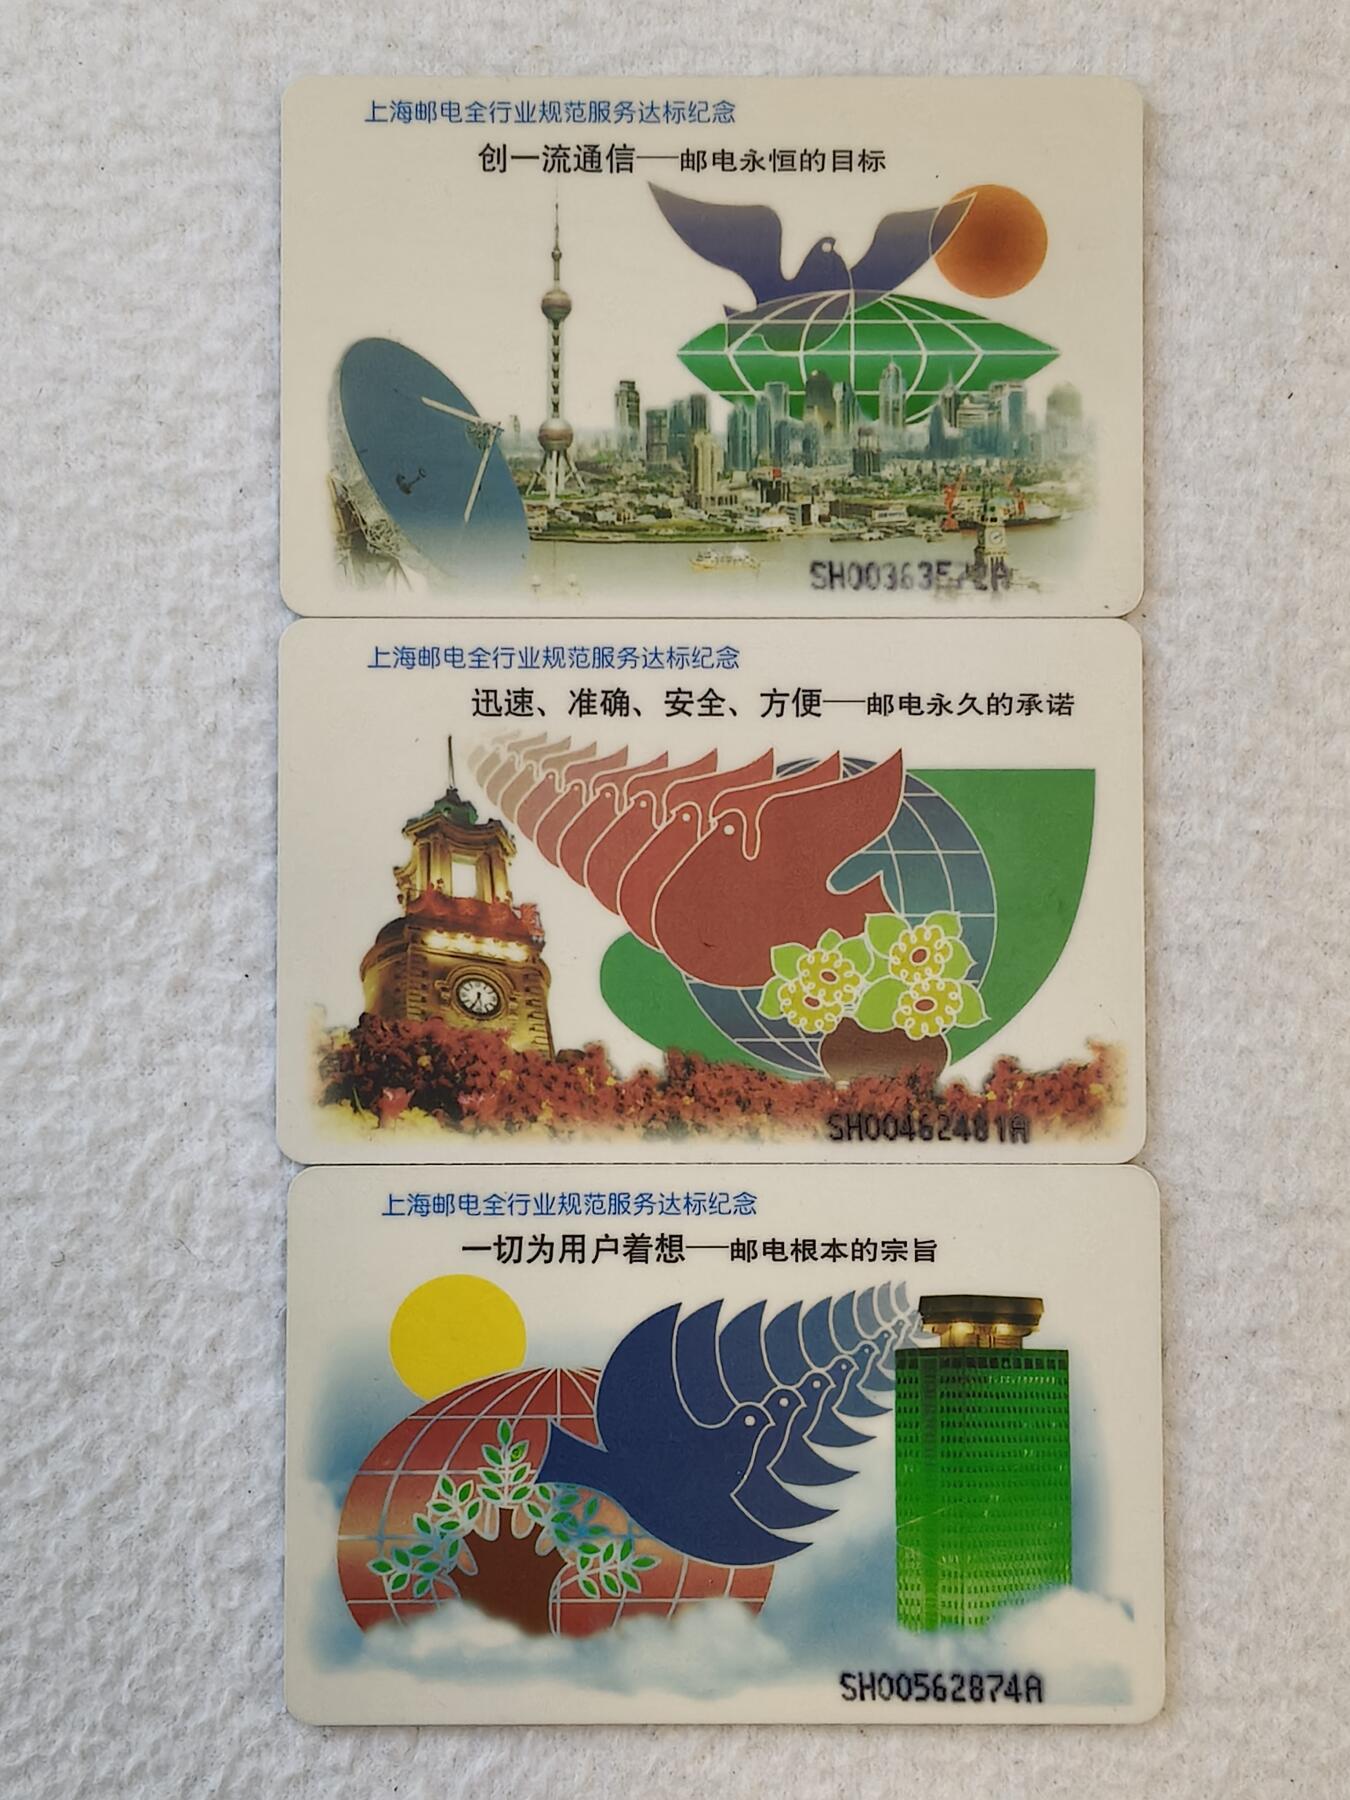 上海邮电全行业规范服务达标纪念
创一流通信——邮电永恒的目标
上海邮电全行业规范服务达标纪念
迅速、准确、安全、方便——邮电永久的承诺
SH00462481A
上海邮电全行业规范服务达标纪念
一切为用户着想——邮电根本的宗旨
SH00562874A